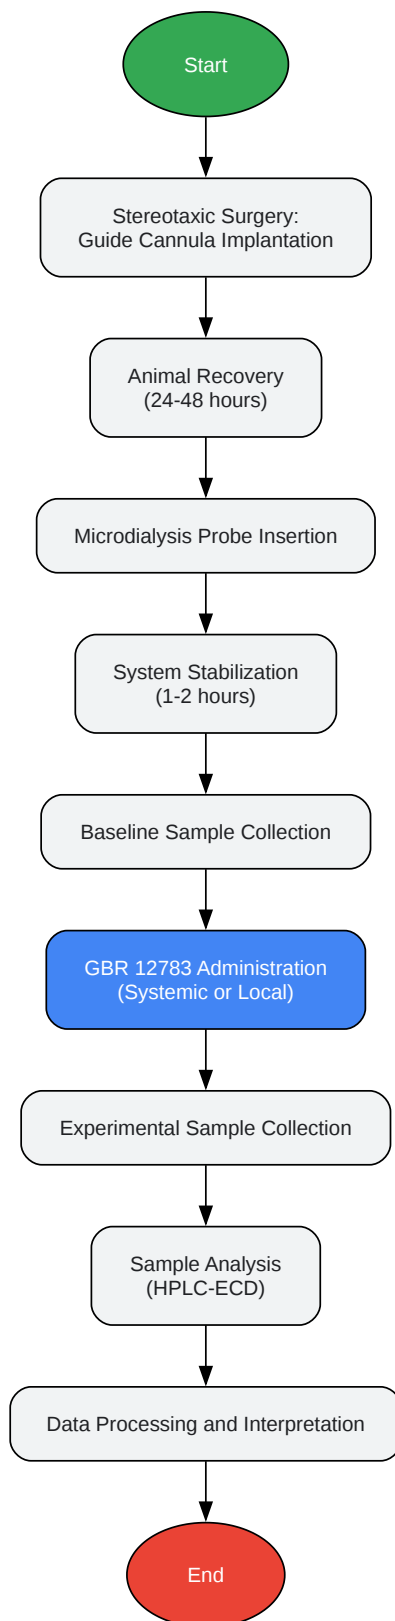 Start
Stereotaxic Surgery:
Guide Cannula Implantation
Animal Recovery
(24-48 hours)
Microdialysis Probe Insertion
System Stabilization
(1-2 hours)
Baseline Sample Collection
GBR 12783 Administration
(Systemic or Local)
Experimental Sample Collection
Sample Analysis
(HPLC-ECD)
Data Processing and Interpretation
End